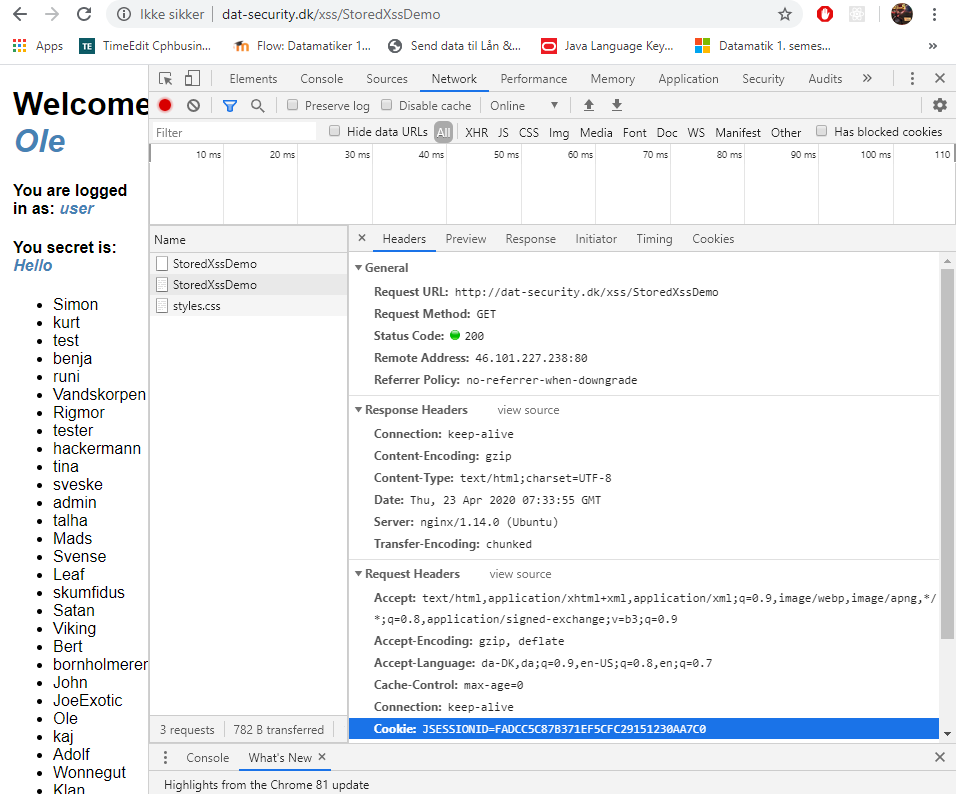 Ikke sikker | dat-security.dk/xss/StoredXssDemo
Apps TE TimeEdit Cphbusin... Flow: Datamatiker 1... Send data til Lån &... Java Language Key... Datamatik 1. semes... »
Welcome
Ole
You are logged
in as: user
You secret is:
Hello
Simon
kurt
test
benja
runi
Vandskorpen
Rigmor
tester
hackermann
tina
sveske
admin
talha
Mads
Svense
Leaf
skumfidus
Satan
Viking
Bert
bornholmerer
John
JoeExotic
Ole
kaj
Adolf
Wonnegut
Klan
Elements Console Sources Network Performance Memory Application Security Audits »
Preserve log Disable cache Online
Filter Hide data URLs All XHR JS CSS Img Media Font Doc WS Manifest Other Has blocked cookies
10 ms 20 ms 30 ms 40 ms 50 ms 60 ms 70 ms 80 ms 90 ms 100 ms 110
Name
StoredXssDemo
StoredXssDemo
styles.css
3 requests 782 B transferred
× Headers Preview Response Initiator Timing Cookies
General
Request URL: http://dat-security.dk/xss/StoredXssDemo
Request Method: GET
Status Code: 200
Remote Address: 46.101.227.238:80
Referrer Policy: no-referrer-when-downgrade
Response Headers view source
Connection: keep-alive
Content-Encoding: gzip
Content-Type: text/html;charset=UTF-8
Date: Thu, 23 Apr 2020 07:33:55 GMT
Server: nginx/1.14.0 (Ubuntu)
Transfer-Encoding: chunked
Request Headers view source
Accept: text/html,application/xhtml+xml,application/xml;q=0.9,image/webp,image/apng,*/
*;q=0.8,application/signed-exchange;v=b3;q=0.9
Accept-Encoding: gzip, deflate
Accept-Language: da-DK,da;q=0.9,en-US;q=0.8,en;q=0.7
Cache-Control: max-age=0
Connection: keep-alive
Cookie: JSESSIONID=FADCC5C87B371EF5CFC29151230AA7C0
Console What's New ×
Highlights from the Chrome 81 update